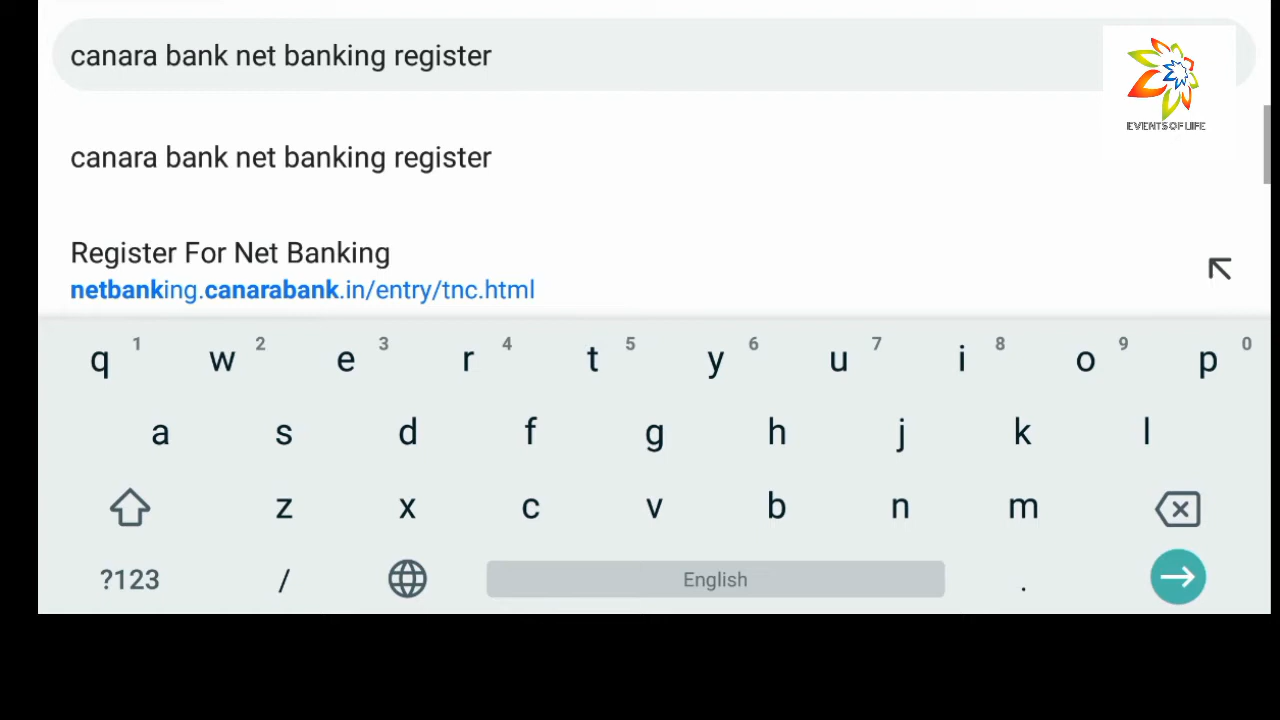 canara bank net banking register
EVENTS OF LIFE
canara bank net banking register
Register For Net Banking
netbanking.canarabank.in/entry/tnc.html
1 2 3 4 5 6 7 8 9 0
q w e r t y u i o p
a s d f g h j k l
z x c v b n m
?123 / English .